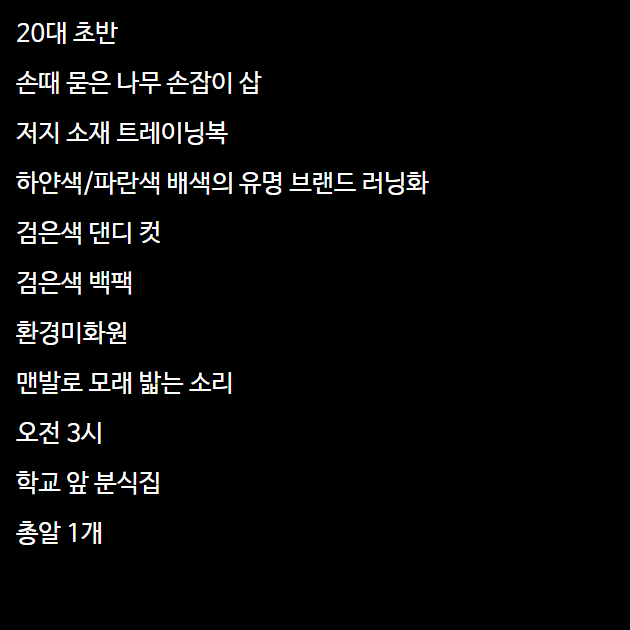 20대 초반
손때 묻은 나무 손잡이 삽
저지 소재 트레이닝복
하얀색/파란색 배색의 유명 브랜드 러닝화
검은색 댄디 컷
검은색 백팩
환경미화원
맨발로 모래 밟는 소리
오전 3시
학교 앞 분식집
총알 1개